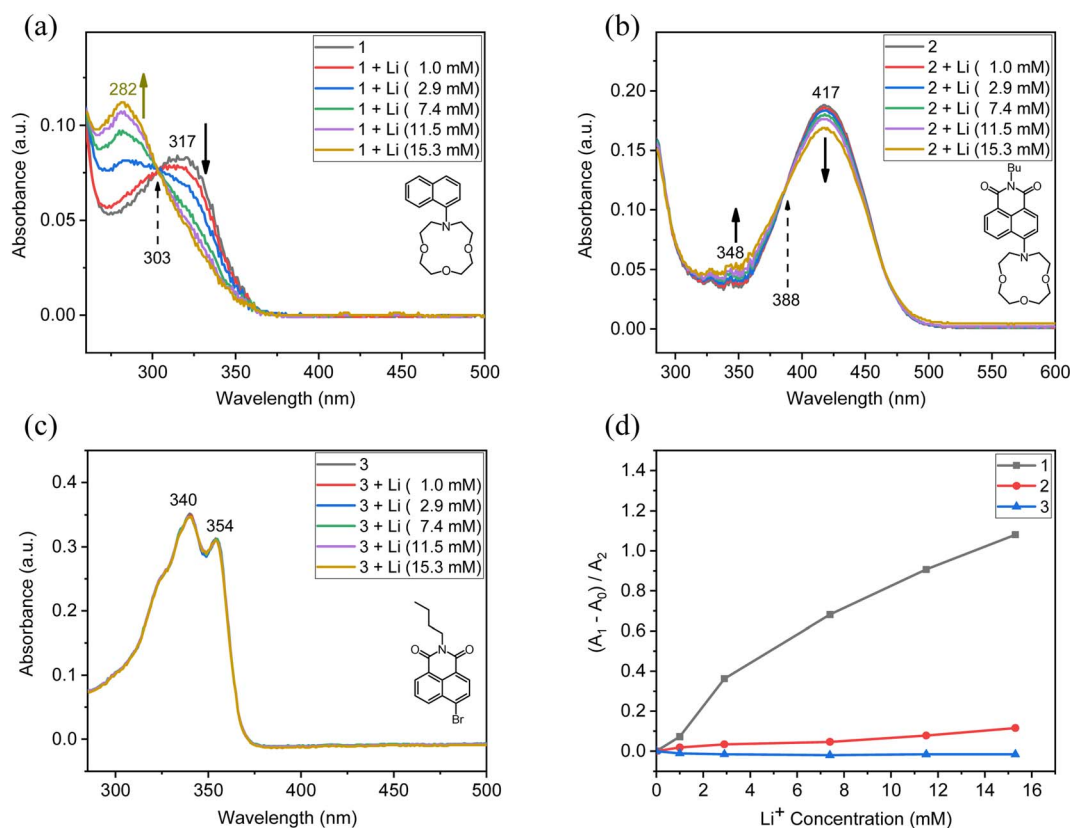 (a)
Absorbance (a.u.)
0.10
0.05
0.00
300
350
400
450
500
Wavelength (nm)
282
317
303
1
1 + Li ( 1.0 mM)
1 + Li ( 2.9 mM)
1 + Li ( 7.4 mM)
1 + Li (11.5 mM)
1 + Li (15.3 mM)
N
O
O
O
(b)
Absorbance (a.u.)
0.20
0.15
0.10
0.05
0.00
300
350
400
450
500
550
600
Wavelength (nm)
417
348
388
2
2 + Li ( 1.0 mM)
2 + Li ( 2.9 mM)
2 + Li ( 7.4 mM)
2 + Li (11.5 mM)
2 + Li (15.3 mM)
Bu
O N O
N
O
O
O
(c)
Absorbance (a.u.)
0.4
0.3
0.2
0.1
0.0
300
350
400
450
500
Wavelength (nm)
340
354
3
3 + Li ( 1.0 mM)
3 + Li ( 2.9 mM)
3 + Li ( 7.4 mM)
3 + Li (11.5 mM)
3 + Li (15.3 mM)
O N O
Br
(d)
(A1 - A0) / A2
1.4
1.2
1.0
0.8
0.6
0.4
0.2
0.0
0
2
4
6
8
10
12
14
16
Li+ Concentration (mM)
1
2
3